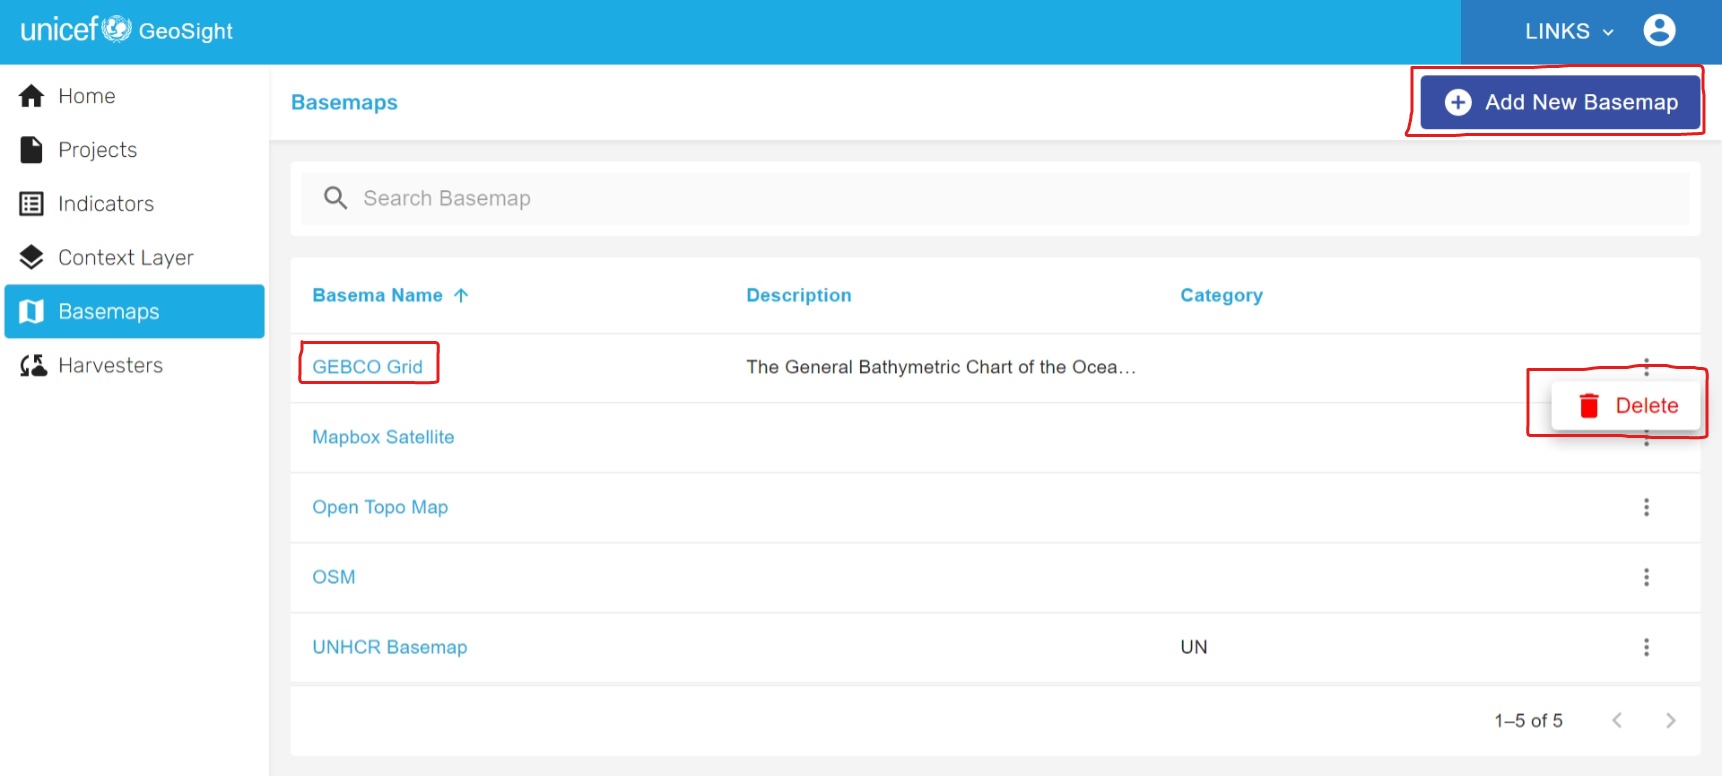 unicef GeoSight
LINKS
Home
Projects
Indicators
Context Layer
Basemaps
Harvesters
Basemaps
Add New Basemap
Search Basemap
Basema Name Description Category
GEBCO Grid The General Bathymetric Chart of the Ocea...
Delete
Mapbox Satellite
Open Topo Map
OSM
UNHCR Basemap UN
1–5 of 5